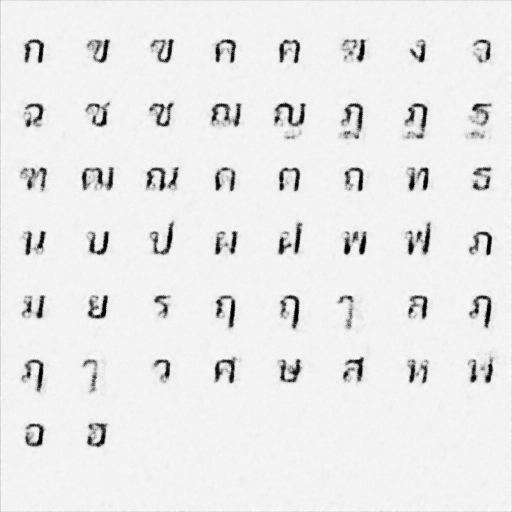 ก ข ฃ ค ฅ ฆ ง จ
ฉ ช ซ ฌ ญ ฎ ฏ ฐ
ฑ ฒ ณ ด ต ถ ท ธ
น บ ป ผ ฝ พ ฟ ภ
ม ย ร ฤ ฤ ๅ ล ฦ
ฦ ๅ ว ศ ษ ส ห ฬ
อ ฮ